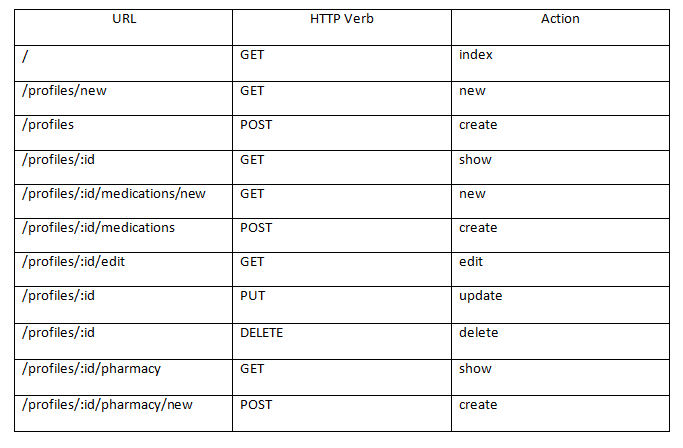 URL HTTP Verb Action
/ GET index
/profiles/new GET new
/profiles POST create
/profiles/:id GET show
/profiles/:id/medications/new GET new
/profiles/:id/medications POST create
/profiles/:id/edit GET edit
/profiles/:id PUT update
/profiles/:id DELETE delete
/profiles/:id/pharmacy GET show
/profiles/:id/pharmacy/new POST create